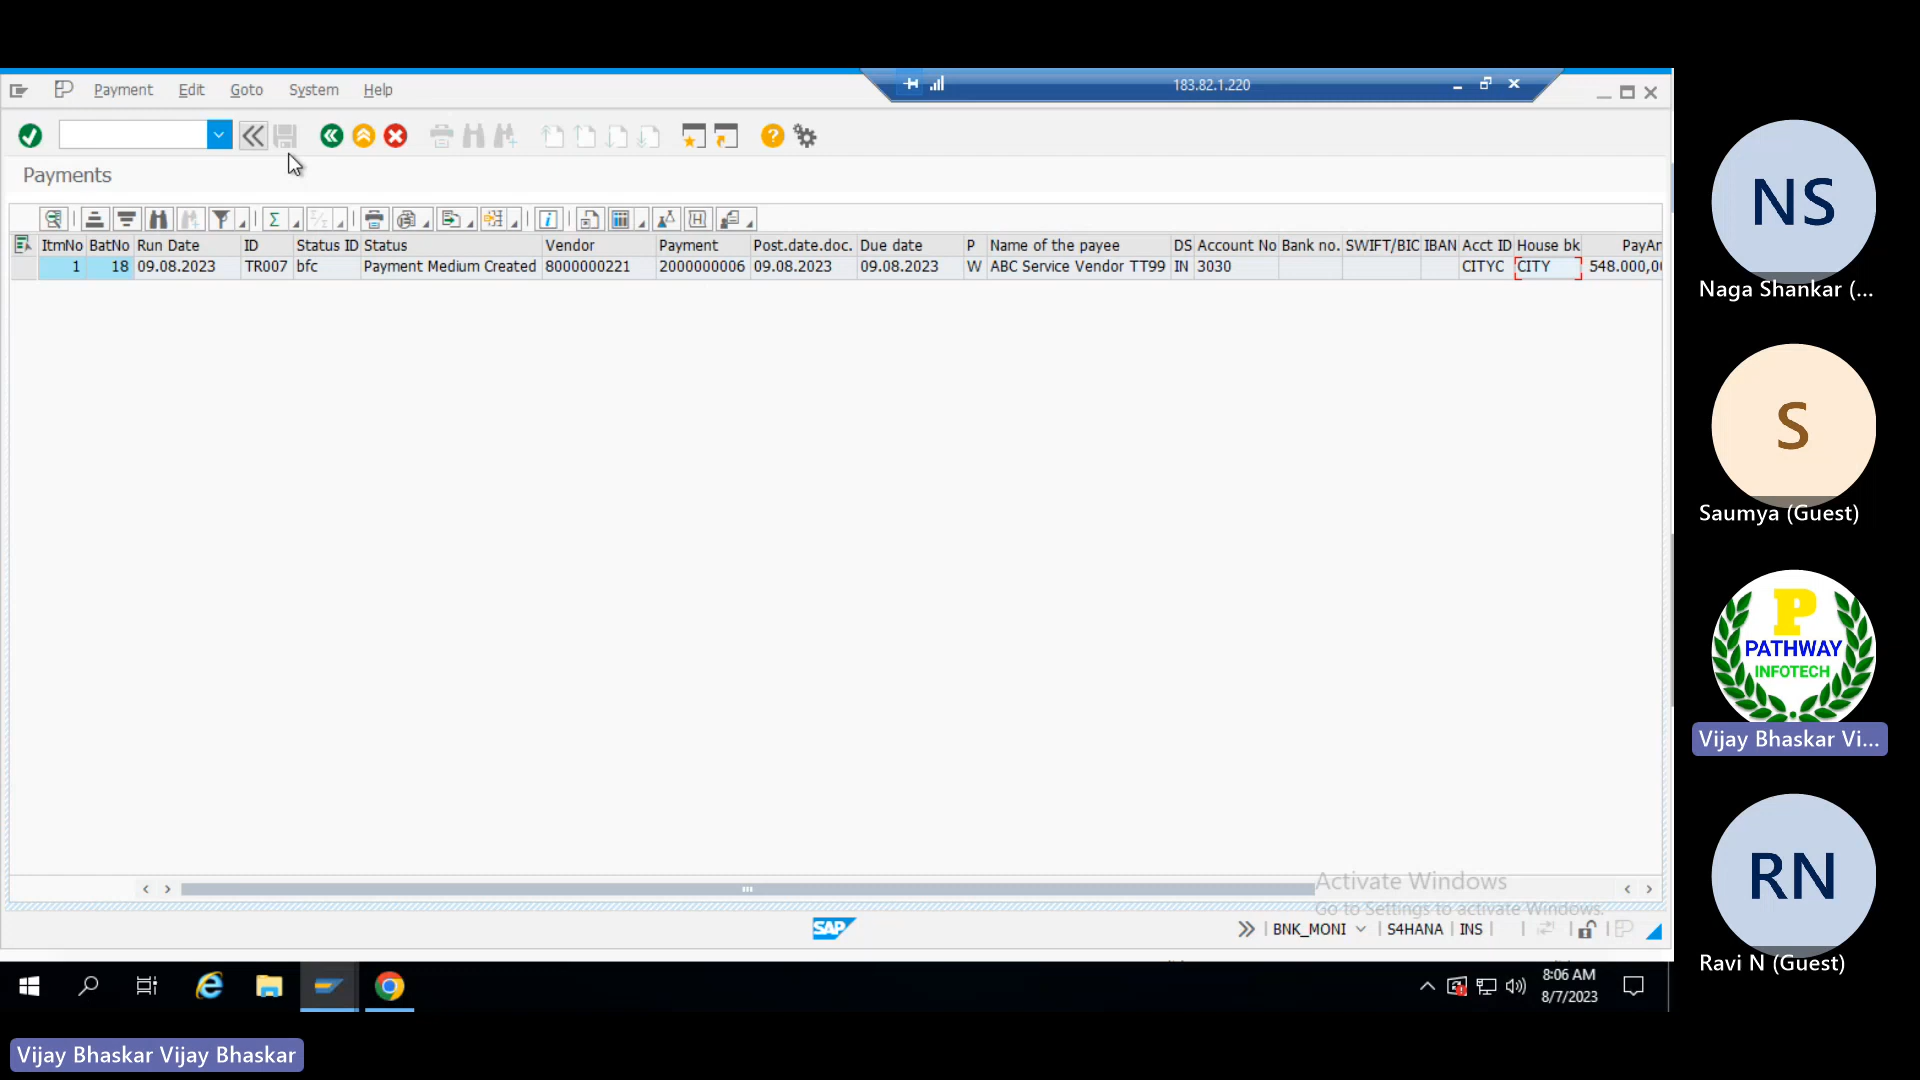 Payment Edit Goto System Help
183.82.1.220
Payments
ItmNo BatNo Run Date ID Status ID Status Vendor Payment Post.date.doc. Due date P Name of the payee DS Account No Bank no. SWIFT/BIC IBAN Acct ID House bk PayAm
1 18 09.08.2023 TR007 bfc Payment Medium Created 8000000221 2000000006 09.08.2023 09.08.2023 W ABC Service Vendor TT99 IN 3030 CITYC CITY 548.000,00
Activate Windows
Go to Settings to activate Windows.
SAP
BNK_MONI S4HANA INS
8:06 AM
8/7/2023
NS
Naga Shankar (...
S
Saumya (Guest)
P
PATHWAY
INFOTECH
Vijay Bhaskar Vi...
RN
Ravi N (Guest)
Vijay Bhaskar Vijay Bhaskar